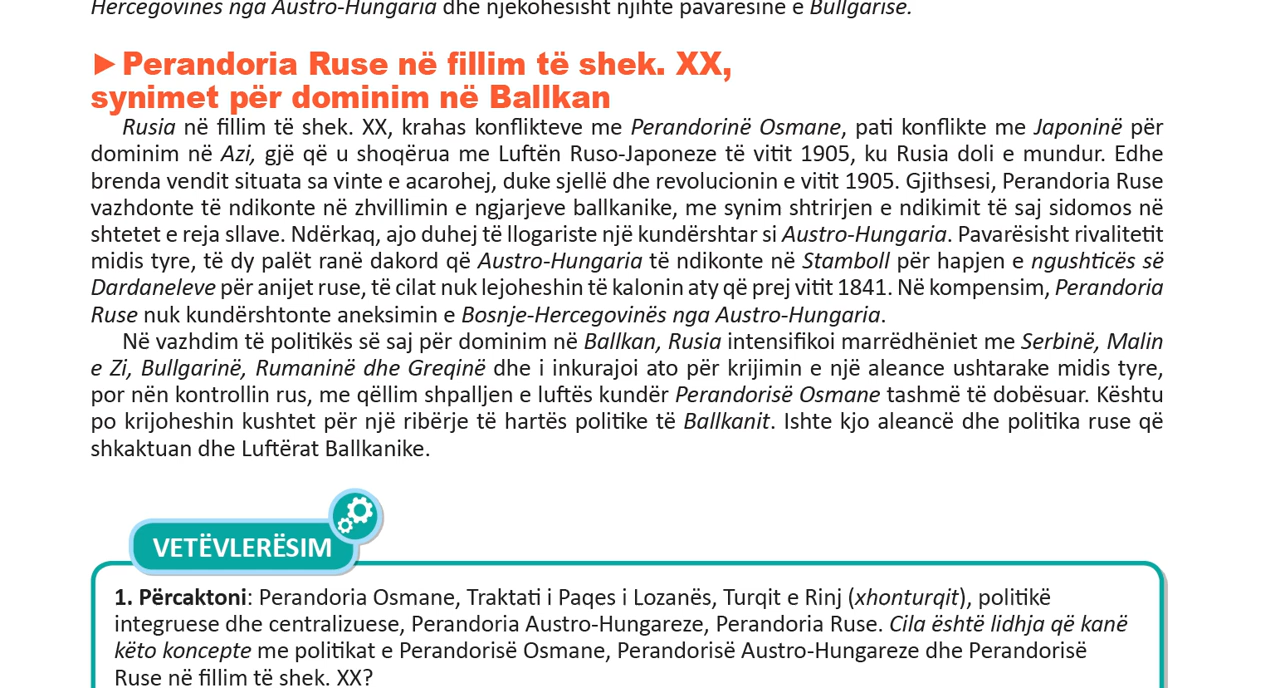 Hercegovinës nga Austro-Hungaria dhe njëkohësisht njihte pavarësinë e Bullgarisë.
►Perandoria Ruse në fillim të shek. XX,
synimet për dominim në Ballkan
Rusia në fillim të shek. XX, krahas konflikteve me Perandorinë Osmane, pati konflikte me Japoninë për
dominim në Azi, gjë që u shoqërua me Luftën Ruso-Japoneze të vitit 1905, ku Rusia doli e mundur. Edhe
brenda vendit situata sa vinte e acarohej, duke sjellë dhe revolucionin e vitit 1905. Gjithsesi, Perandoria Ruse
vazhdonte të ndikonte në zhvillimin e ngjarjeve ballkanike, me synim shtrirjen e ndikimit të saj sidomos në
shtetet e reja sllave. Ndërkaq, ajo duhej të llogariste një kundërshtar si Austro-Hungaria. Pavarësisht rivalitetit
midis tyre, të dy palët ranë dakord që Austro-Hungaria të ndikonte në Stamboll për hapjen e ngushticës së
Dardaneleve për anijet ruse, të cilat nuk lejoheshin të kalonin aty që prej vitit 1841. Në kompensim, Perandoria
Ruse nuk kundërshtonte aneksimin e Bosnje-Hercegovinës nga Austro-Hungaria.
Në vazhdim të politikës së saj për dominim në Ballkan, Rusia intensifikoi marrëdhëniet me Serbinë, Malin
e Zi, Bullgarinë, Rumaninë dhe Greqinë dhe i inkurajoi ato për krijimin e një aleance ushtarake midis tyre,
por nën kontrollin rus, me qëllim shpalljen e luftës kundër Perandorisë Osmane tashmë të dobësuar. Kështu
po krijoheshin kushtet për një ribërje të hartës politike të Ballkanit. Ishte kjo aleancë dhe politika ruse që
shkaktuan dhe Luftërat Ballkanike.
VETËVLERËSIM
1. Përcaktoni: Perandoria Osmane, Traktati i Paqes i Lozanës, Turqit e Rinj (xhonturqit), politikë
integruese dhe centralizuese, Perandoria Austro-Hungareze, Perandoria Ruse. Cila është lidhja që kanë
këto koncepte me politikat e Perandorisë Osmane, Perandorisë Austro-Hungareze dhe Perandorisë
Ruse në fillim të shek. XX?